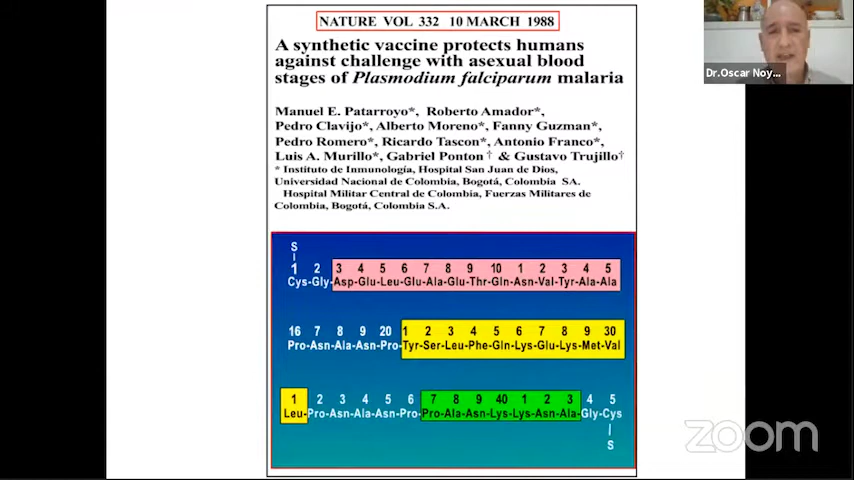 NATURE VOL 332 10 MARCH 1988
A synthetic vaccine protects humans
against challenge with asexual blood
stages of Plasmodium falciparum malaria
Manuel E. Patarroyo*, Roberto Amador*,
Pedro Clavijo*, Alberto Moreno*, Fanny Guzman*,
Pedro Romero*, Ricardo Tascon*, Antonio Franco*,
Luis A. Murillo*, Gabriel Ponton † & Gustavo Trujillo†
* Instituto de Inmunología, Hospital San Juan de Dios,
Universidad Nacional de Colombia, Bogotá, Colombia SA.
Hospital Militar Central de Colombia, Fuerzas Militares de
Colombia, Bogotá, Colombia S.A.
S
1 2 3 4 5 6 7 8 9 10 1 2 3 4 5
Cys-Gly-Asp-Glu-Leu-Glu-Ala-Glu-Thr-Gln-Asn-Val-Tyr-Ala-Ala
16 7 8 9 20 1 2 3 4 5 6 7 8 9 30
Pro-Asn-Ala-Asn-Pro-Tyr-Ser-Leu-Phe-Gln-Lys-Glu-Lys-Met-Val
1 2 3 4 5 6 7 8 9 40 1 2 3 4 5
Leu-Pro-Asn-Ala-Asn-Pro-Pro-Ala-Asn-Lys-Lys-Asn-Ala-Gly-Cys
S
Dr.Oscar Noy...
zoom